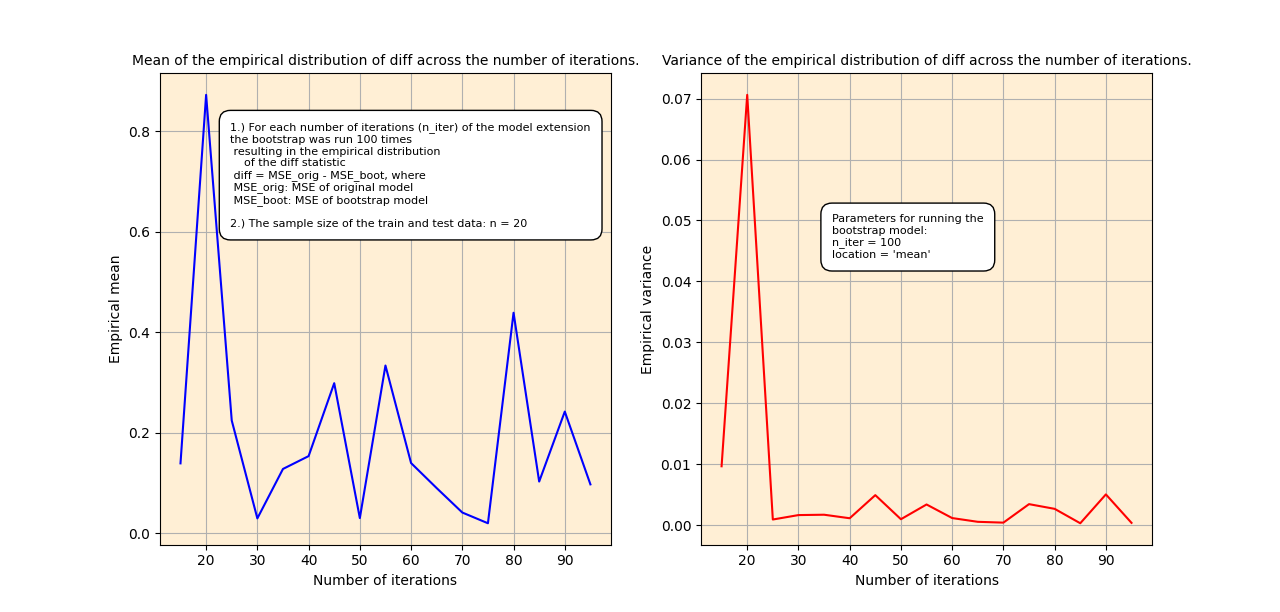 Mean of the empirical distribution of diff across the number of iterations.
0.8
0.6
0.4
0.2
0.0
Empirical mean
1.) For each number of iterations (n_iter) of the model extension
the bootstrap was run 100 times
resulting in the empirical distribution
of the diff statistic
diff = MSE_orig - MSE_boot, where
MSE_orig: MSE of original model
MSE_boot: MSE of bootstrap model
2.) The sample size of the train and test data: n = 20
20 30 40 50 60 70 80 90
Number of iterations
Variance of the empirical distribution of diff across the number of iterations.
0.07
0.06
0.05
0.04
0.03
0.02
0.01
0.00
Empirical variance
Parameters for running the
bootstrap model:
n_iter = 100
location = 'mean'
20 30 40 50 60 70 80 90
Number of iterations